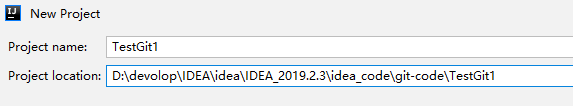 New Project
Project name: TestGit1
Project location: D:\devolop\IDEA\idea\IDEA_2019.2.3\idea_code\git-code\TestGit1